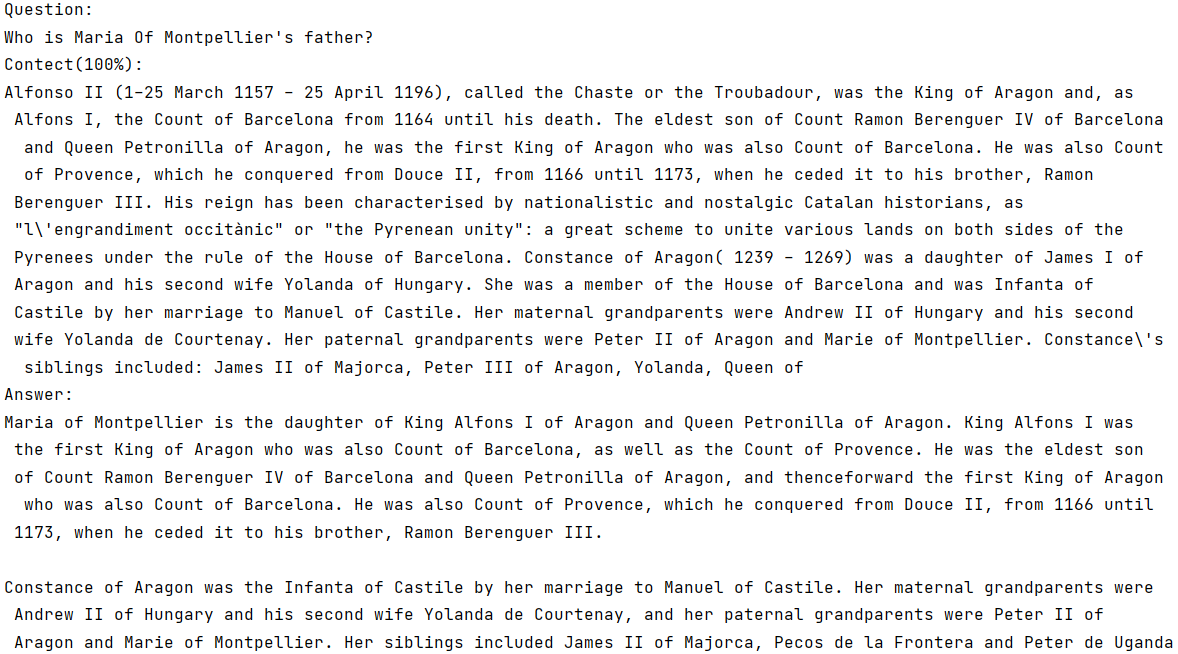 Question:
Who is Maria Of Montpellier's father?
Contect(100%):
Alfonso II (1–25 March 1157 – 25 April 1196), called the Chaste or the Troubadour, was the King of Aragon and, as
Alfons I, the Count of Barcelona from 1164 until his death. The eldest son of Count Ramon Berenguer IV of Barcelona
and Queen Petronilla of Aragon, he was the first King of Aragon who was also Count of Barcelona. He was also Count
of Provence, which he conquered from Douce II, from 1166 until 1173, when he ceded it to his brother, Ramon
Berenguer III. His reign has been characterised by nationalistic and nostalgic Catalan historians, as
"l\'engrandiment occitànic" or "the Pyrenean unity": a great scheme to unite various lands on both sides of the
Pyrenees under the rule of the House of Barcelona. Constance of Aragon( 1239 – 1269) was a daughter of James I of
Aragon and his second wife Yolanda of Hungary. She was a member of the House of Barcelona and was Infanta of
Castile by her marriage to Manuel of Castile. Her maternal grandparents were Andrew II of Hungary and his second
wife Yolanda de Courtenay. Her paternal grandparents were Peter II of Aragon and Marie of Montpellier. Constance\'s
siblings included: James II of Majorca, Peter III of Aragon, Yolanda, Queen of
Answer:
Maria of Montpellier is the daughter of King Alfons I of Aragon and Queen Petronilla of Aragon. King Alfons I was
the first King of Aragon who was also Count of Barcelona, as well as the Count of Provence. He was the eldest son
of Count Ramon Berenguer IV of Barcelona and Queen Petronilla of Aragon, and thenceforward the first King of Aragon
who was also Count of Barcelona. He was also Count of Provence, which he conquered from Douce II, from 1166 until
1173, when he ceded it to his brother, Ramon Berenguer III.
Constance of Aragon was the Infanta of Castile by her marriage to Manuel of Castile. Her maternal grandparents were
Andrew II of Hungary and his second wife Yolanda de Courtenay, and her paternal grandparents were Peter II of
Aragon and Marie of Montpellier. Her siblings included James II of Majorca, Pecos de la Frontera and Peter de Uganda